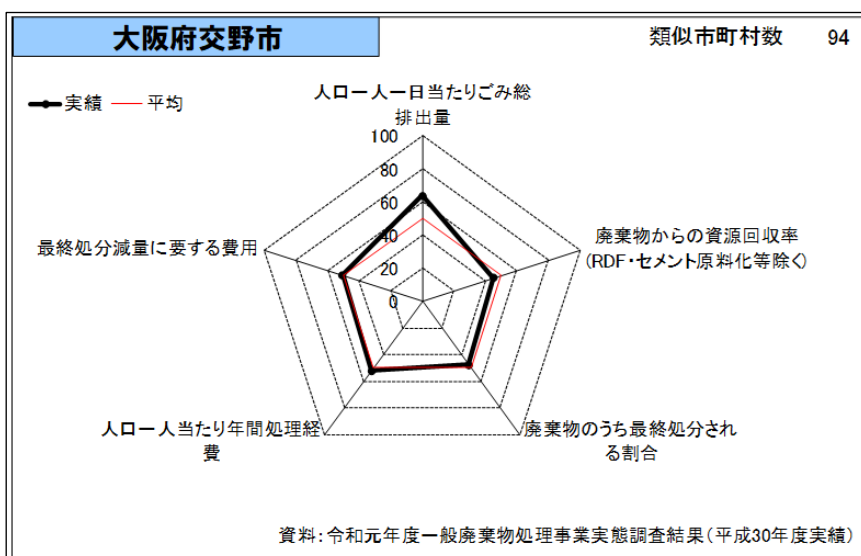 大阪府交野市
類似市町村数 94
実績 平均
人口一人一日当たりごみ総
排出量
100
80
60
40
20
0
最終処分減量に要する費用
廃棄物からの資源回収率
(RDF・セメント原料化等除く)
人口一人当たり年間処理経
費
廃棄物のうち最終処分され
る割合
資料:令和元年度一般廃棄物処理事業実態調査結果(平成30年度実績)